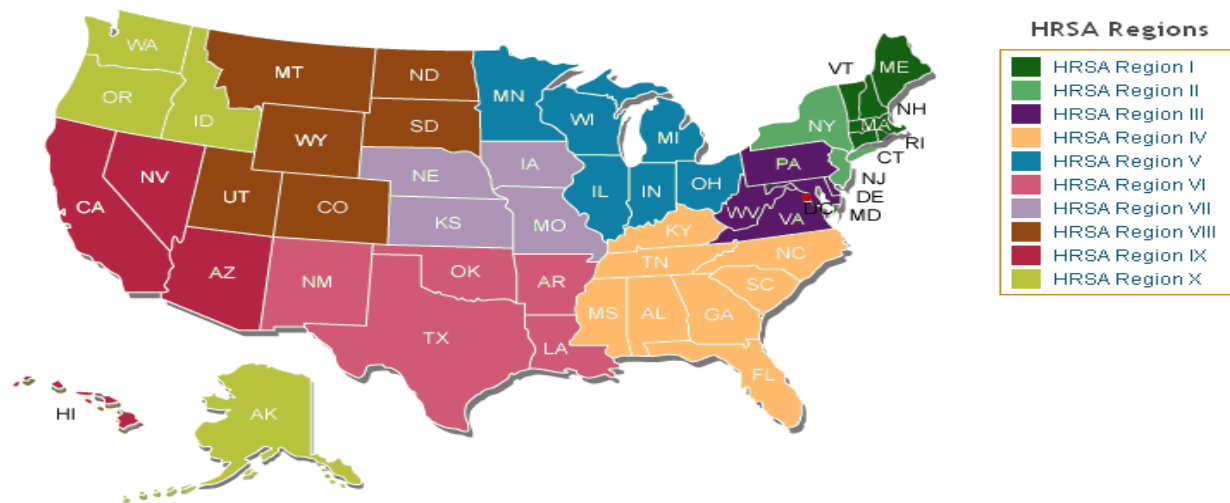 HRSA Regions
HRSA Region I
HRSA Region II
HRSA Region III
HRSA Region IV
HRSA Region V
HRSA Region VI
HRSA Region VII
HRSA Region VIII
HRSA Region IX
HRSA Region X
WA
MT
ND
MN
VT
ME
OR
ID
SD
WI
MI
NY
NH
MA
RI
WY
CT
NV
NE
IA
PA
NJ
CA
UT
CO
IL
IN
OH
DE
KS
MO
WV
VA
DC
MD
KY
AZ
NM
OK
AR
TN
NC
SC
TX
MS
AL
GA
LA
FL
HI
AK